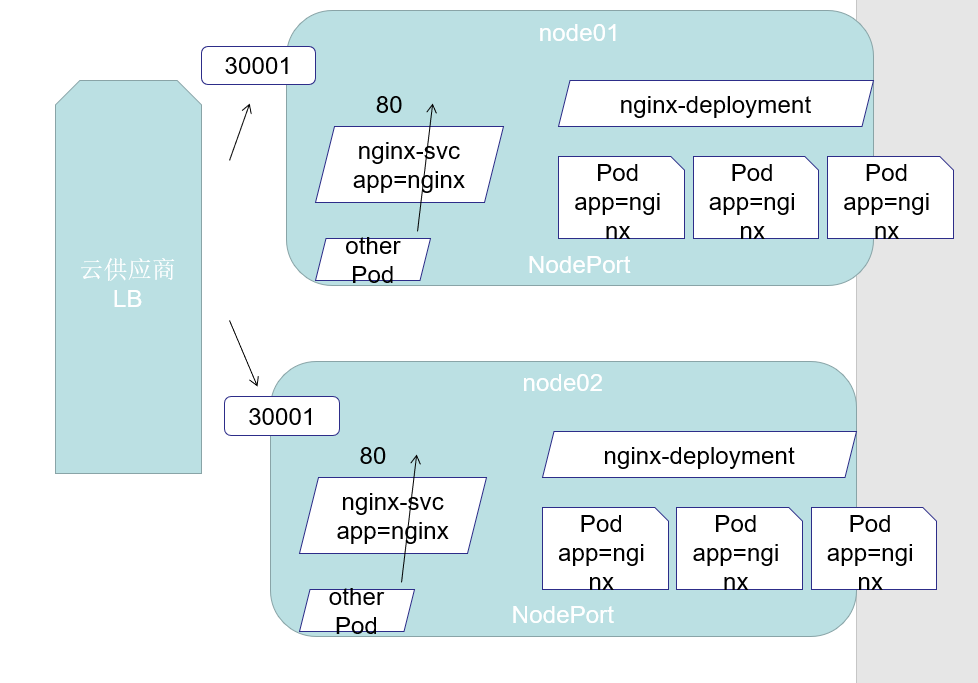 node01
30001
80
nginx-deployment
nginx-svc
app=nginx
Pod
app=ngi
nx
Pod
app=ngi
nx
Pod
app=ngi
nx
other
Pod
NodePort
云供应商
LB
node02
30001
80
nginx-deployment
nginx-svc
app=nginx
Pod
app=ngi
nx
Pod
app=ngi
nx
Pod
app=ngi
nx
other
Pod
NodePort